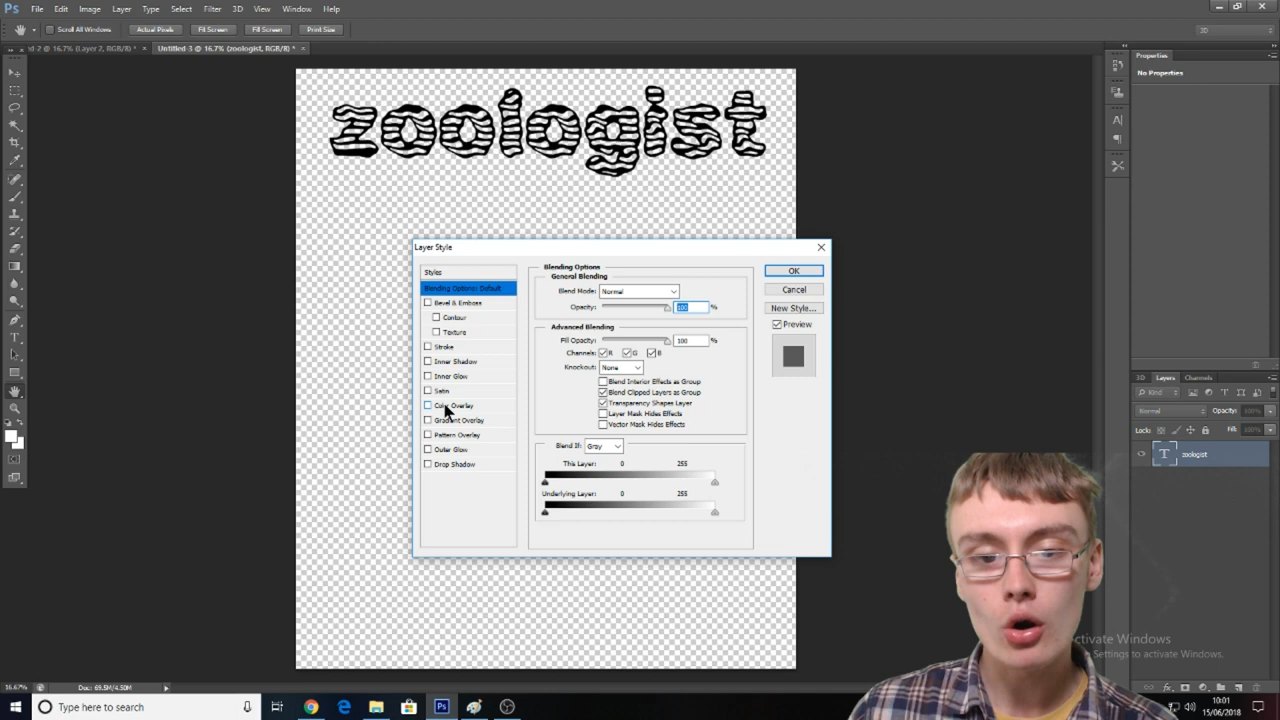 Ps File Edit Image Layer Type Select Filter 3D View Window Help
Scroll All Windows Actual Pixels Fit Screen Fill Screen Print Size 3D
d-2 @ 16.7% (Layer 2, RGB/8) * × Untitled-3 @ 16.7% (zoologist, RGB/8) * ×
Properties
No Properties
zoologist
Layer Style
Styles
Blending Options: Default
Bevel & Emboss
Contour
Texture
Stroke
Inner Shadow
Inner Glow
Satin
Color Overlay
Gradient Overlay
Pattern Overlay
Outer Glow
Drop Shadow
Blending Options
General Blending
Blend Mode: Normal
Opacity: 100 %
Advanced Blending
Fill Opacity: 100 %
Channels: R G B
Knockout: None
Blend Interior Effects as Group
Blend Clipped Layers as Group
Transparency Shapes Layer
Layer Mask Hides Effects
Vector Mask Hides Effects
Blend If: Gray
This Layer: 0 255
Underlying Layer: 0 255
OK
Cancel
New Style...
Preview
3D Layers Channels
Kind
Normal Opacity: 100%
Lock: Fill: 100%
T zoologist
ctivate Windows
Settings to activate Windows.
16.67% Doc: 69.5M/4.50M
Type here to search
10:01
15/06/2018